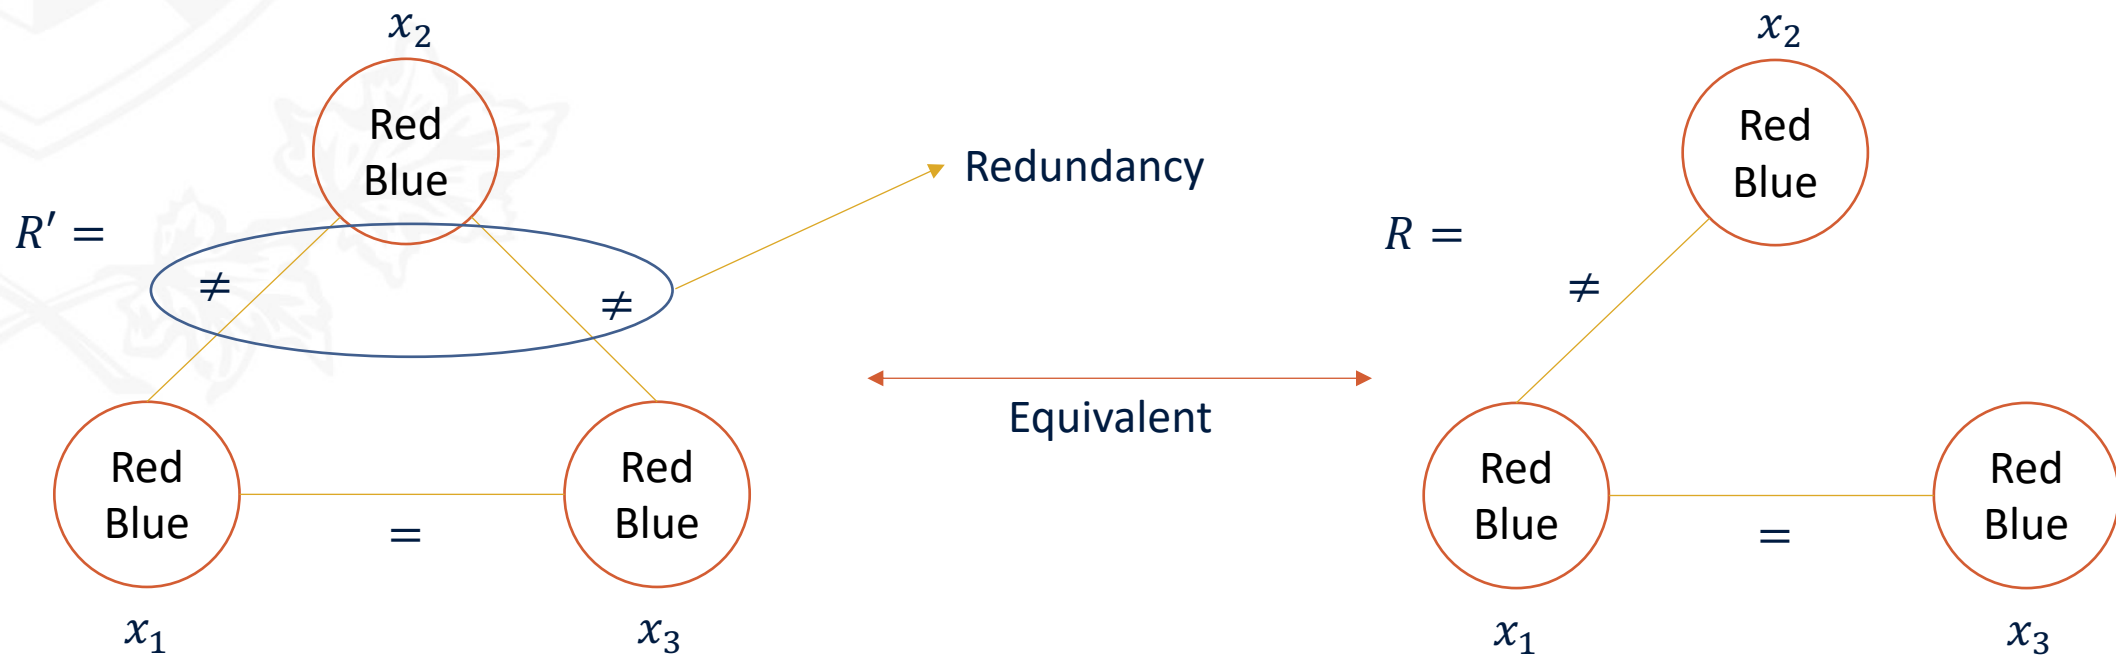 x₂
Red
Blue
R′ =
≠
≠
Redundancy
Red
Blue
=
Red
Blue
x₁
x₃
Equivalent
x₂
Red
Blue
R =
≠
Red
Blue
=
Red
Blue
x₁
x₃